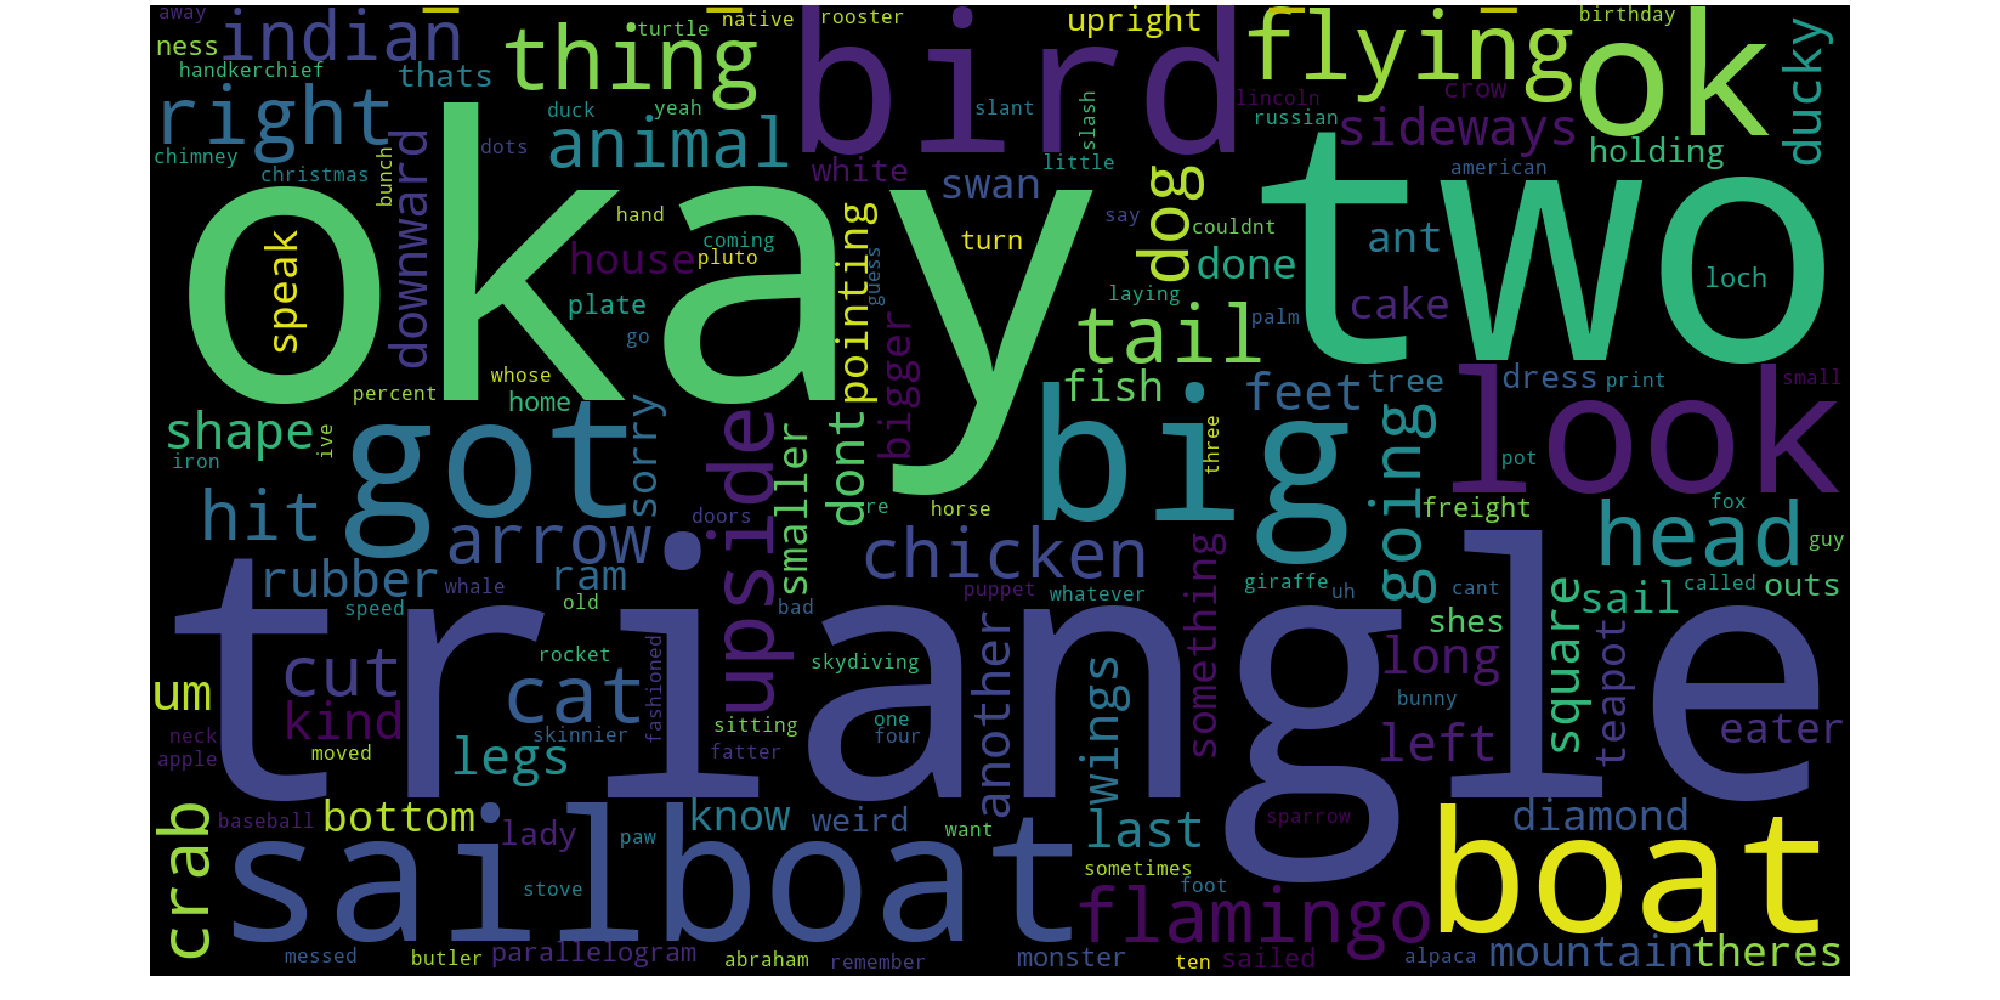 away
native
rooster
birthday
ness
indian
turtle
thing
bird
upright
flying
ok
ducky
handkerchief
thats
right
duck
yeah
slant
slash
lincoln
crow
russian
sideways
chimney
christmas
bunch
downward
dots
animal
white
little
swan
dog
american
holding
okay
two
speak
hand
house
coming
pluto
pointing
guess
turn
say
couldnt
ant
done
loch
plate
go
laying
palm
cake
tail
bigger
percent
whose
home
fish
feet
tree
dress
print
small
look
shape
ive
iron
got
sorry
upside
smaller
dont
big
three
going
pot
hit
arrow
doors
re
horse
freight
fox
head
guy
rubber
whale
ram
chicken
something
giraffe
uh
cant
called
outs
square
sail
speed
old
bad
puppet
whatever
triangle
shes
teapot
um
cut
kind
rocket
cat
fashioned
skydiving
another
wings
long
bunny
neck
apple
moved
legs
skinnier
sitting
fatter
one
four
left
eater
crab
baseball
bottom
lady
paw
know
weird
want
last
sparrow
diamond
sailboat
boat
stove
sometimes
foot
flamingo
messed
butler
parallelogram
abraham
remember
monster
ten
sailed
alpaca
mountain
theres